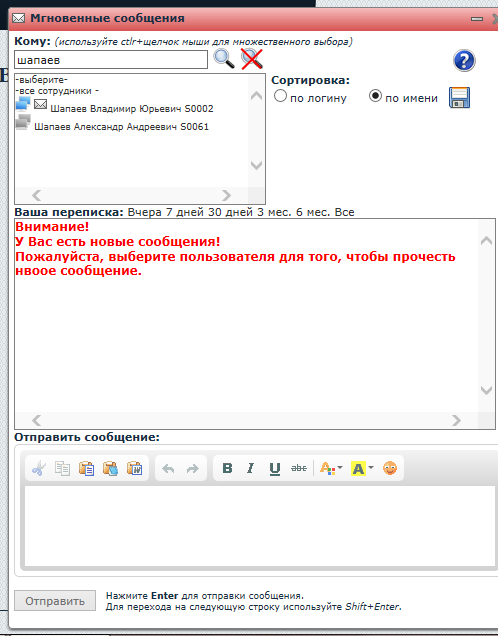 Мгновенные сообщения
Кому: (используйте ctlr+щелчок мыши для множественного выбора)
шапаев
-выберите-
-все сотрудники -
Шапаев Владимир Юрьевич S0002
Шапаев Александр Андреевич S0061
Сортировка:
по логину по имени
Ваша переписка: Вчера 7 дней 30 дней 3 мес. 6 мес. Все
Внимание!
У Вас есть новые сообщения!
Пожалуйста, выберите пользователя для того, чтобы прочесть
нвоое сообщение.
Отправить сообщение:
B I U abc A A
Отправить
Нажмите Enter для отправки сообщения.
Для перехода на следующую строку используйте Shift+Enter.